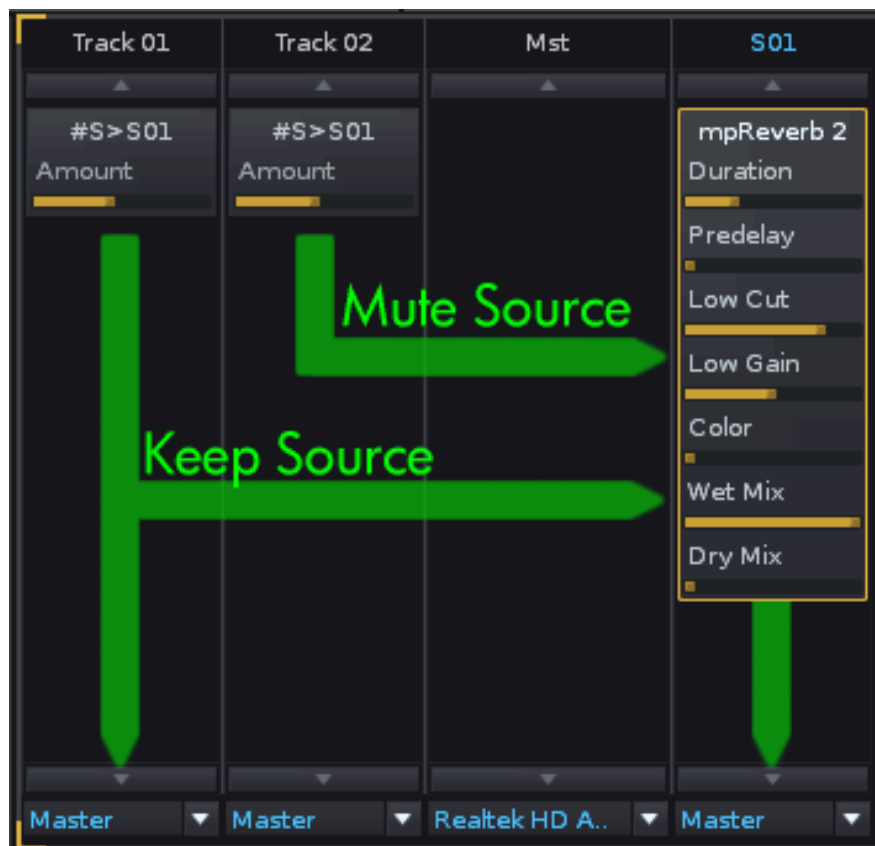 Track 01
Track 02
Mst
S01
#S>S01
Amount
#S>S01
Amount
mpReverb 2
Duration
Predelay
Low Cut
Low Gain
Color
Wet Mix
Dry Mix
Mute Source
Keep Source
Master
Master
Realtek HD A..
Master